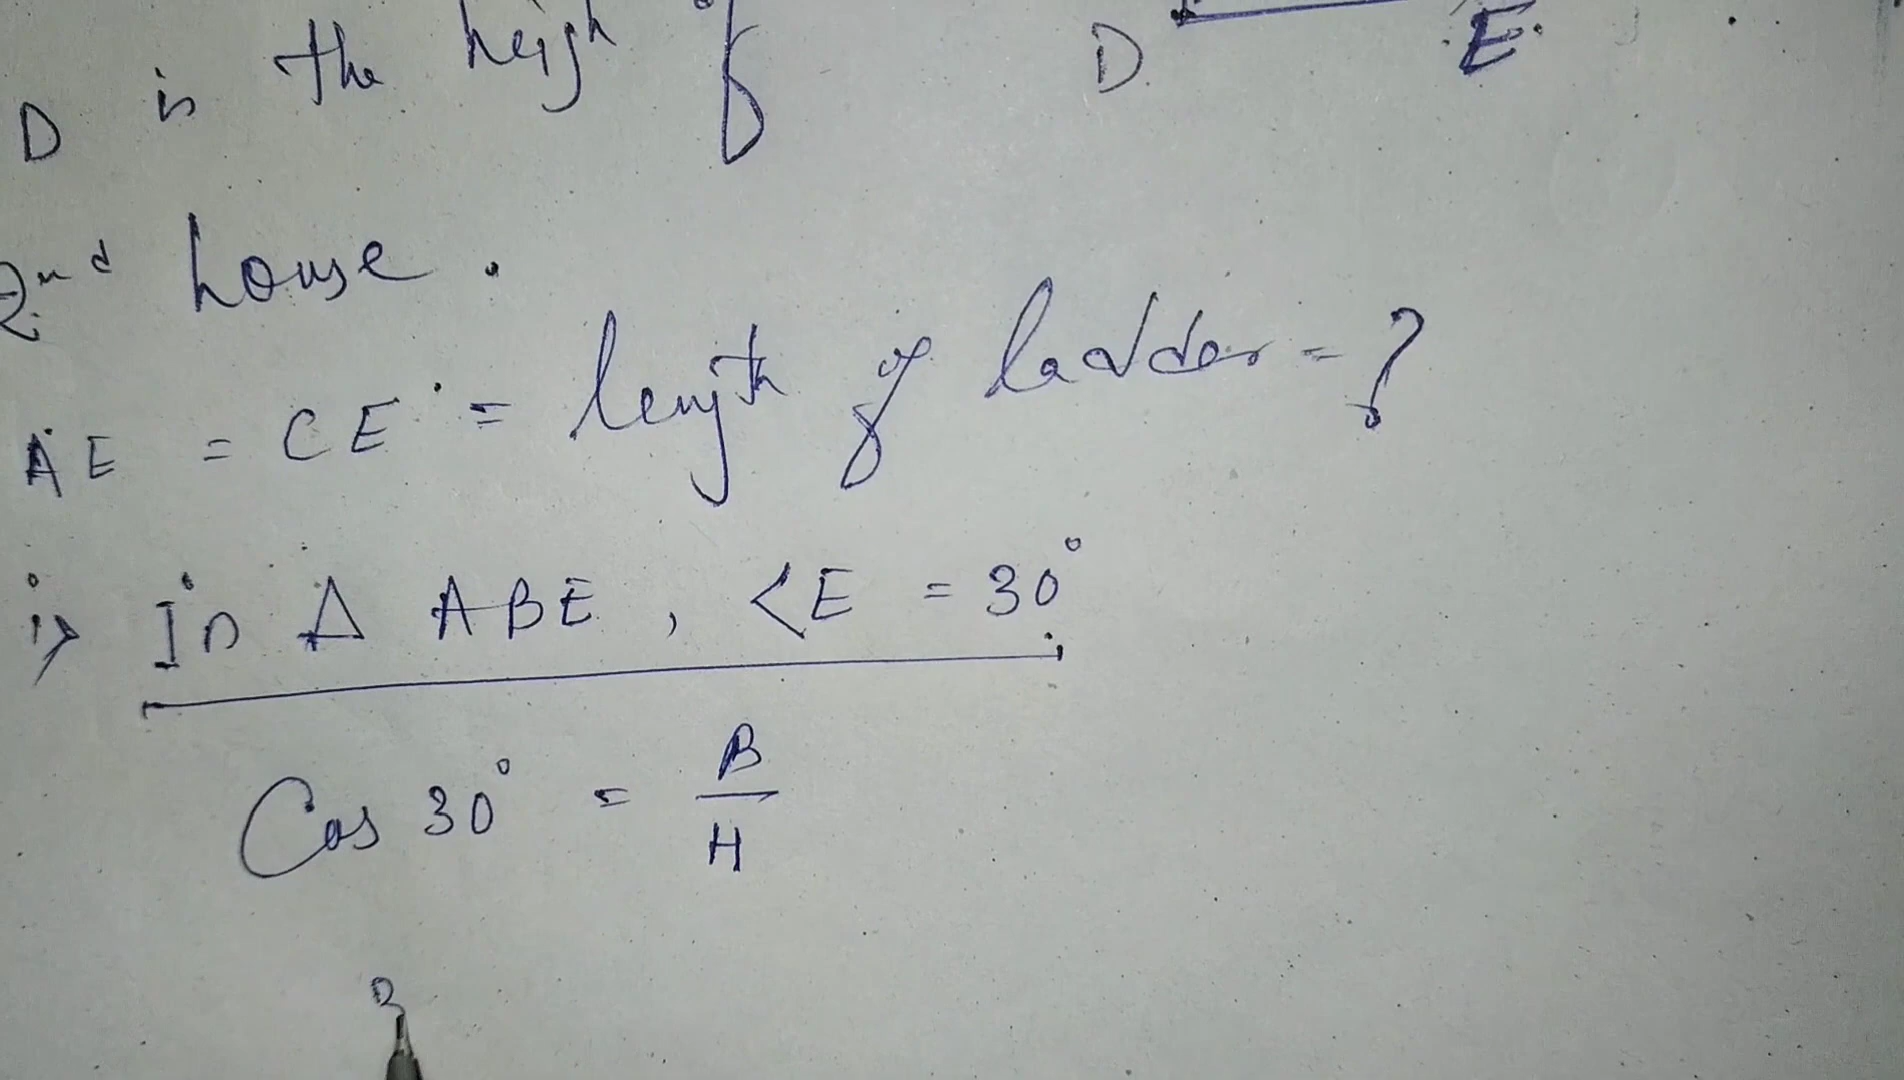 D is the heigh of
D E
2nd house.
AE = CE = length of ladder = ?
i> In Δ ABE, <E = 30°
Cos 30° = B/H